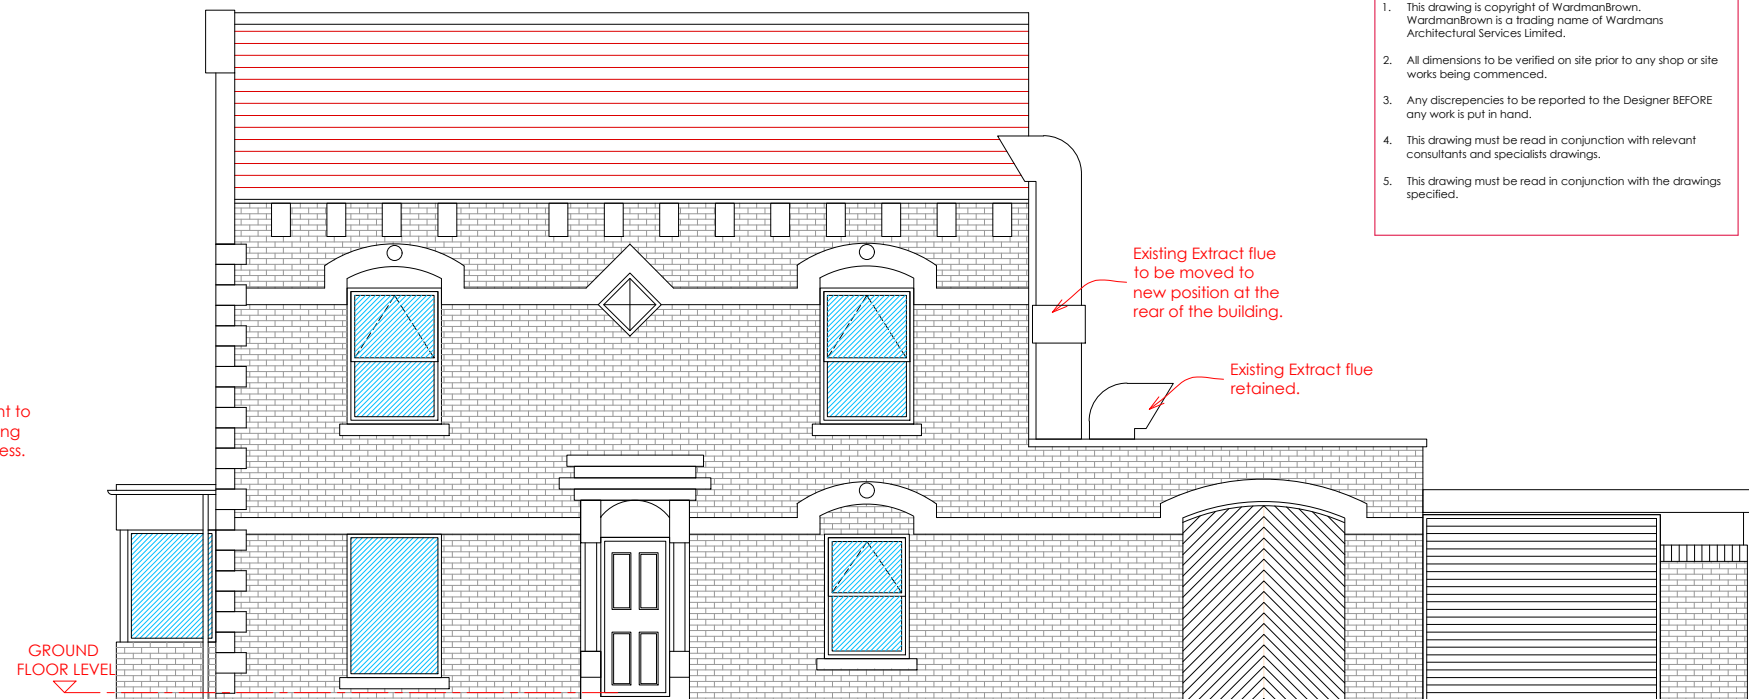 1. This drawing is copyright of WardmanBrown.
WardmanBrown is a trading name of Wardmans
Architectural Services Limited.
2. All dimensions to be verified on site prior to any shop or site
works being commenced.
3. Any discrepencies to be reported to the Designer BEFORE
any work is put in hand.
4. This drawing must be read in conjunction with relevant
consultants and specialists drawings.
5. This drawing must be read in conjunction with the drawings
specified.
Existing Extract flue
to be moved to
new position at the
rear of the building.
Existing Extract flue
retained.
to
GROUND
FLOOR LEVEL